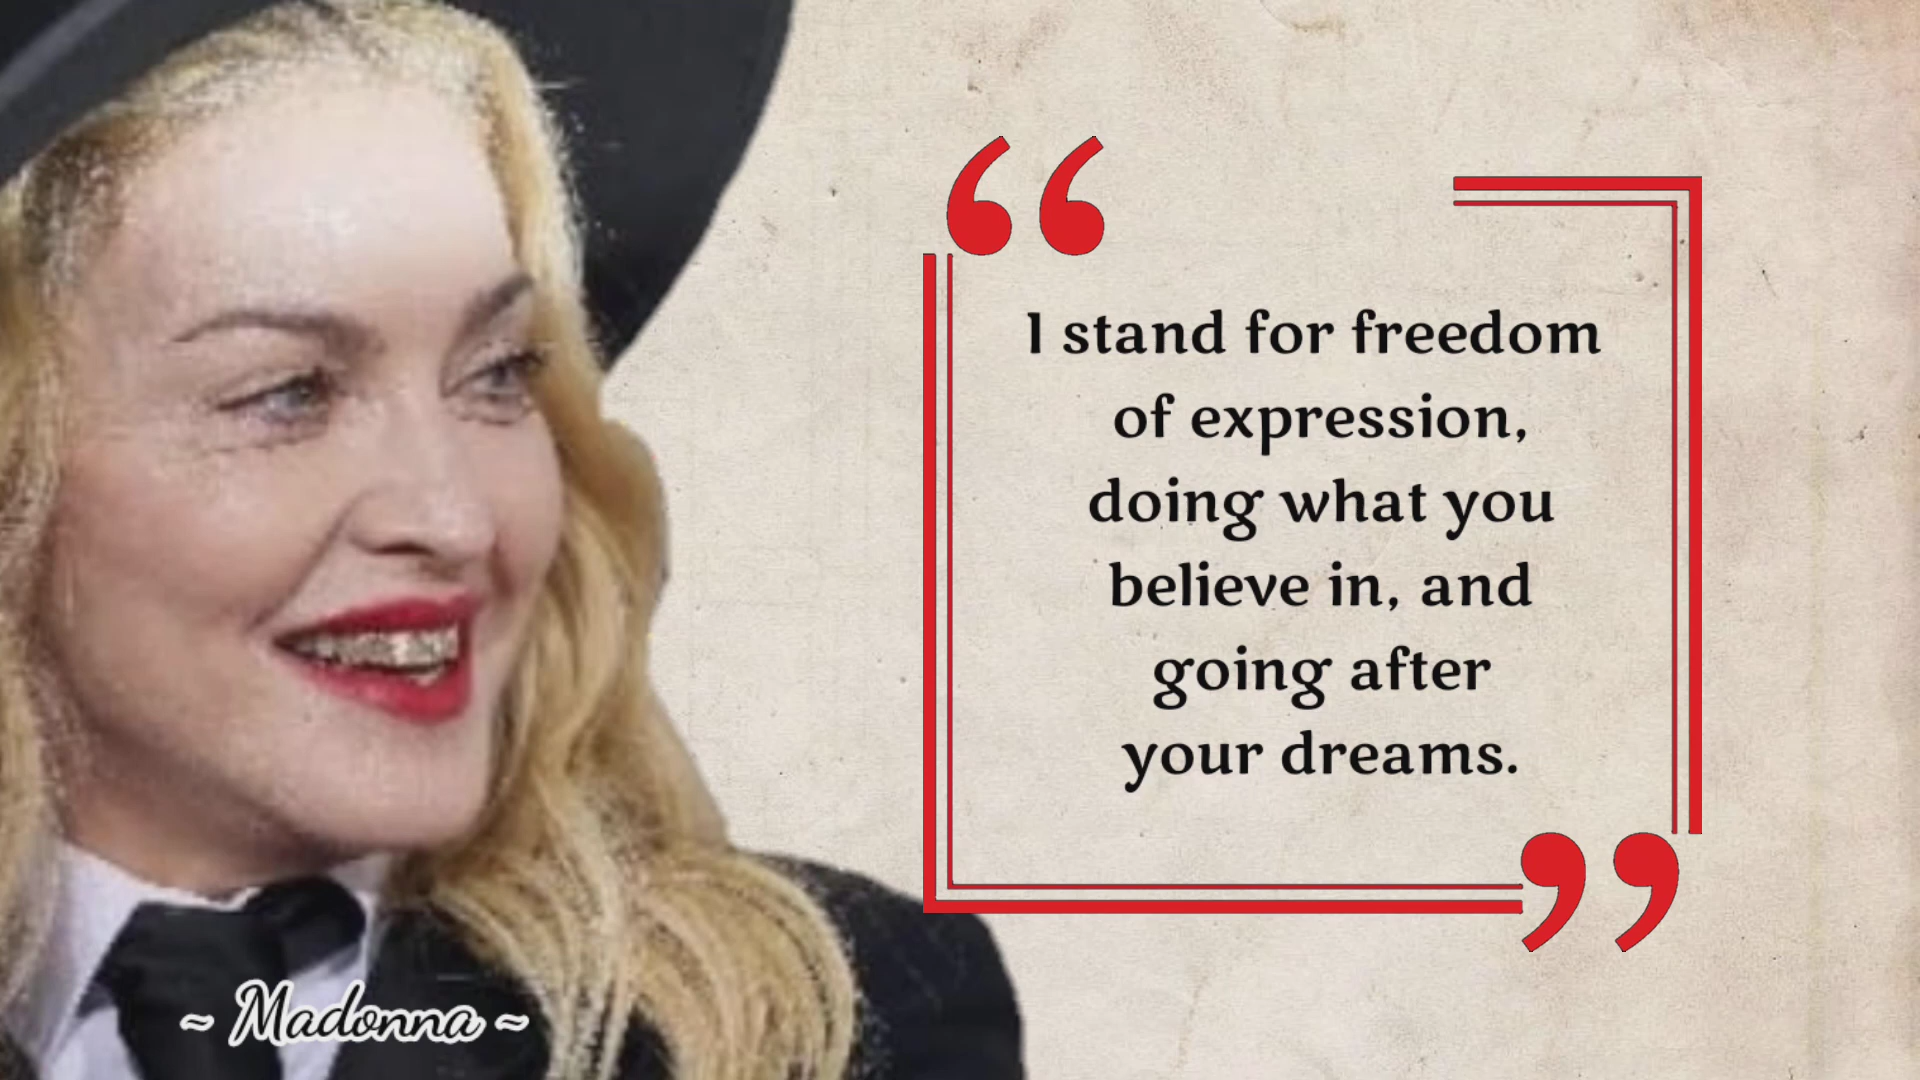 I stand for freedom
of expression,
doing what you
believe in, and
going after
your dreams.
~ Madonna ~